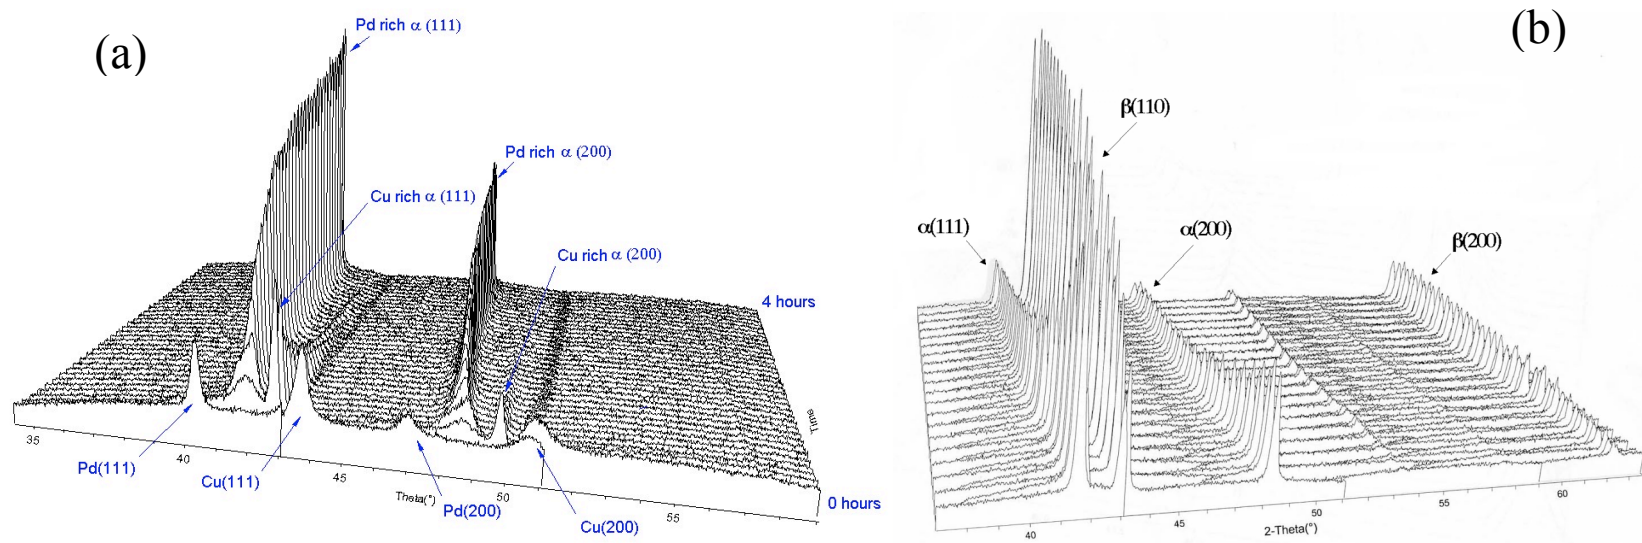 (a)
Pd rich α (111)
Pd rich α (200)
Cu rich α (111)
Cu rich α (200)
4 hours
Time
0 hours
35
40
45
50
55
Theta(°)
Pd(111)
Cu(111)
Pd(200)
Cu(200)
(b)
β(110)
α(111)
α(200)
β(200)
40
45
50
55
60
2-Theta(°)